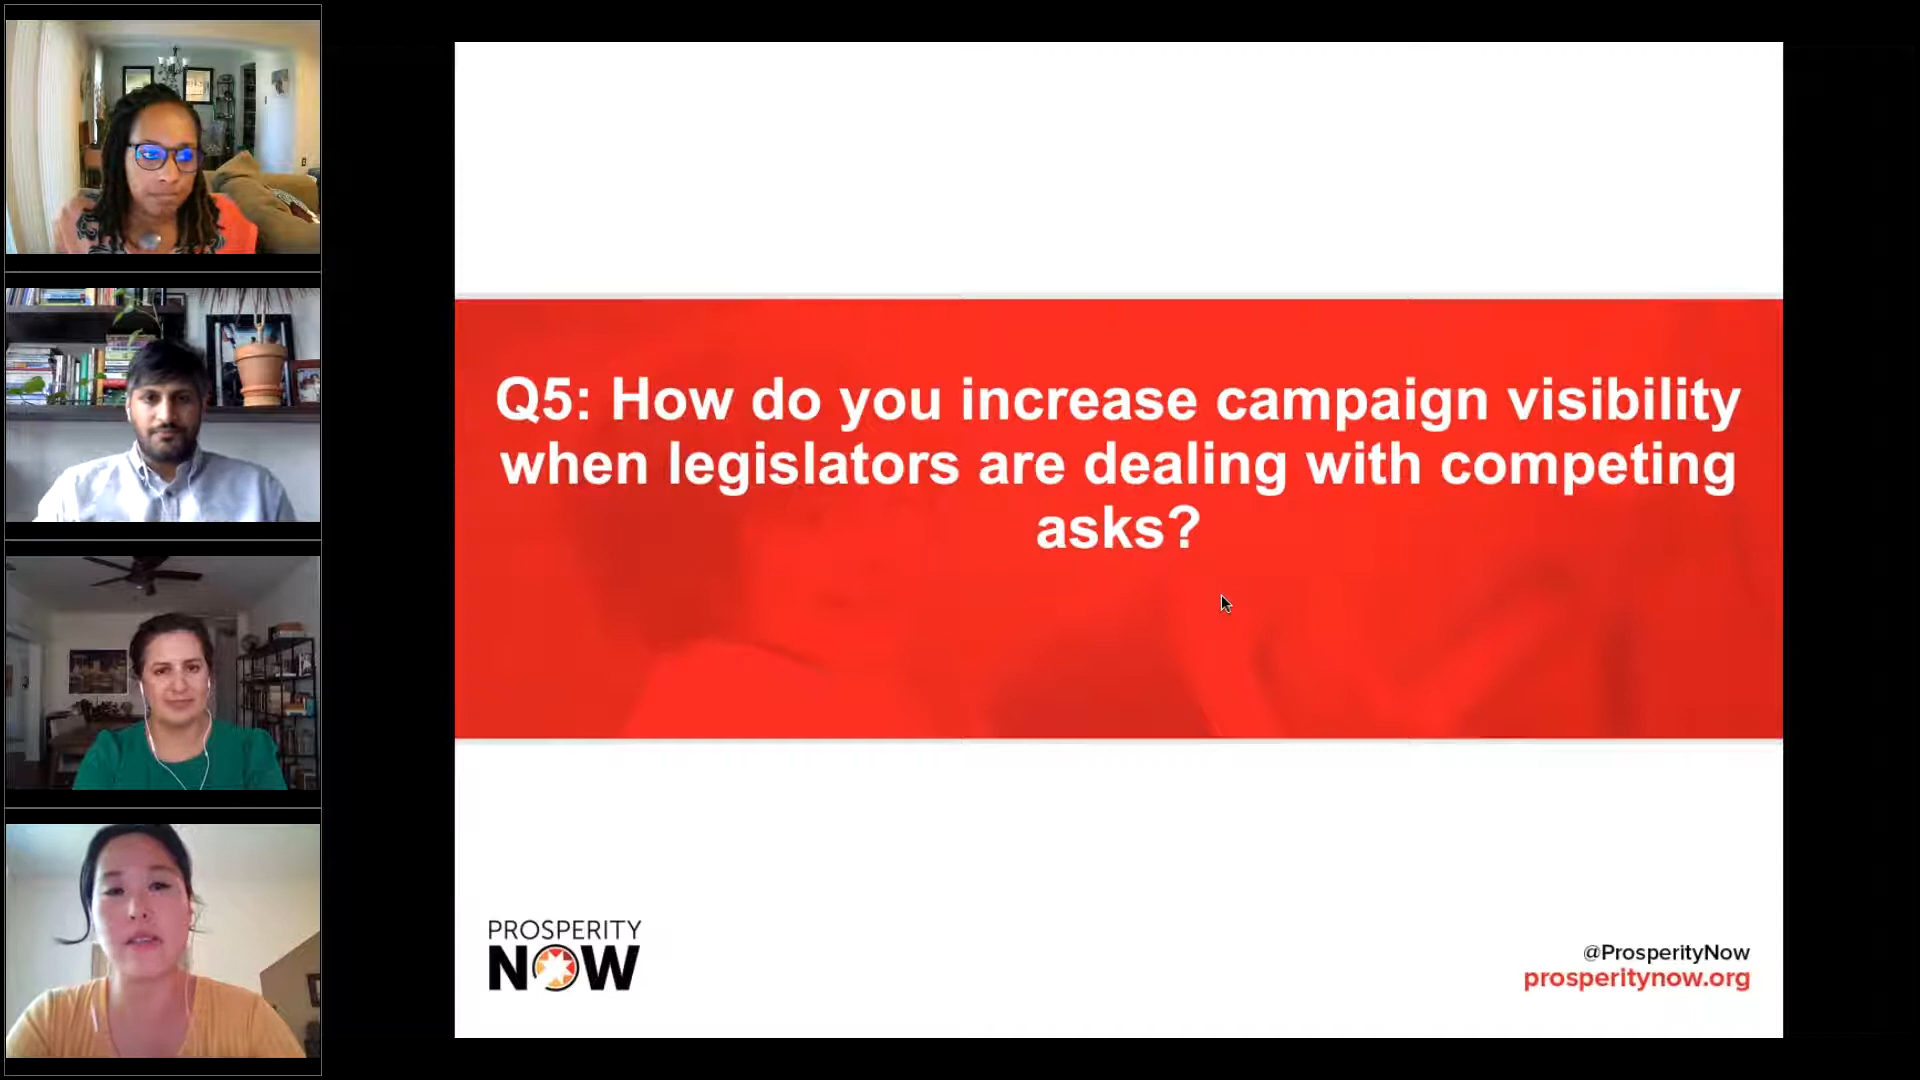 Q5: How do you increase campaign visibility
when legislators are dealing with competing
asks?
PROSPERITY
NOW
@ProsperityNow
prosperitynow.org